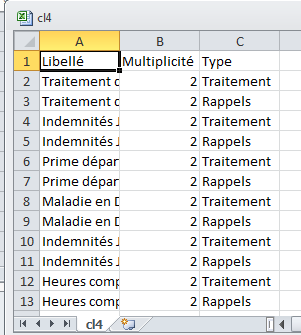 cl4
A B C
1 Libellé Multiplicité Type
2 Traitement d 2 Traitement
3 Traitement d 2 Rappels
4 Indemnités J 2 Traitement
5 Indemnités J 2 Rappels
6 Prime dépar 2 Traitement
7 Prime dépar 2 Rappels
8 Maladie en D 2 Traitement
9 Maladie en D 2 Rappels
10 Indemnités J 2 Traitement
11 Indemnités J 2 Rappels
12 Heures comp 2 Traitement
13 Heures comp 2 Rappels
cl4